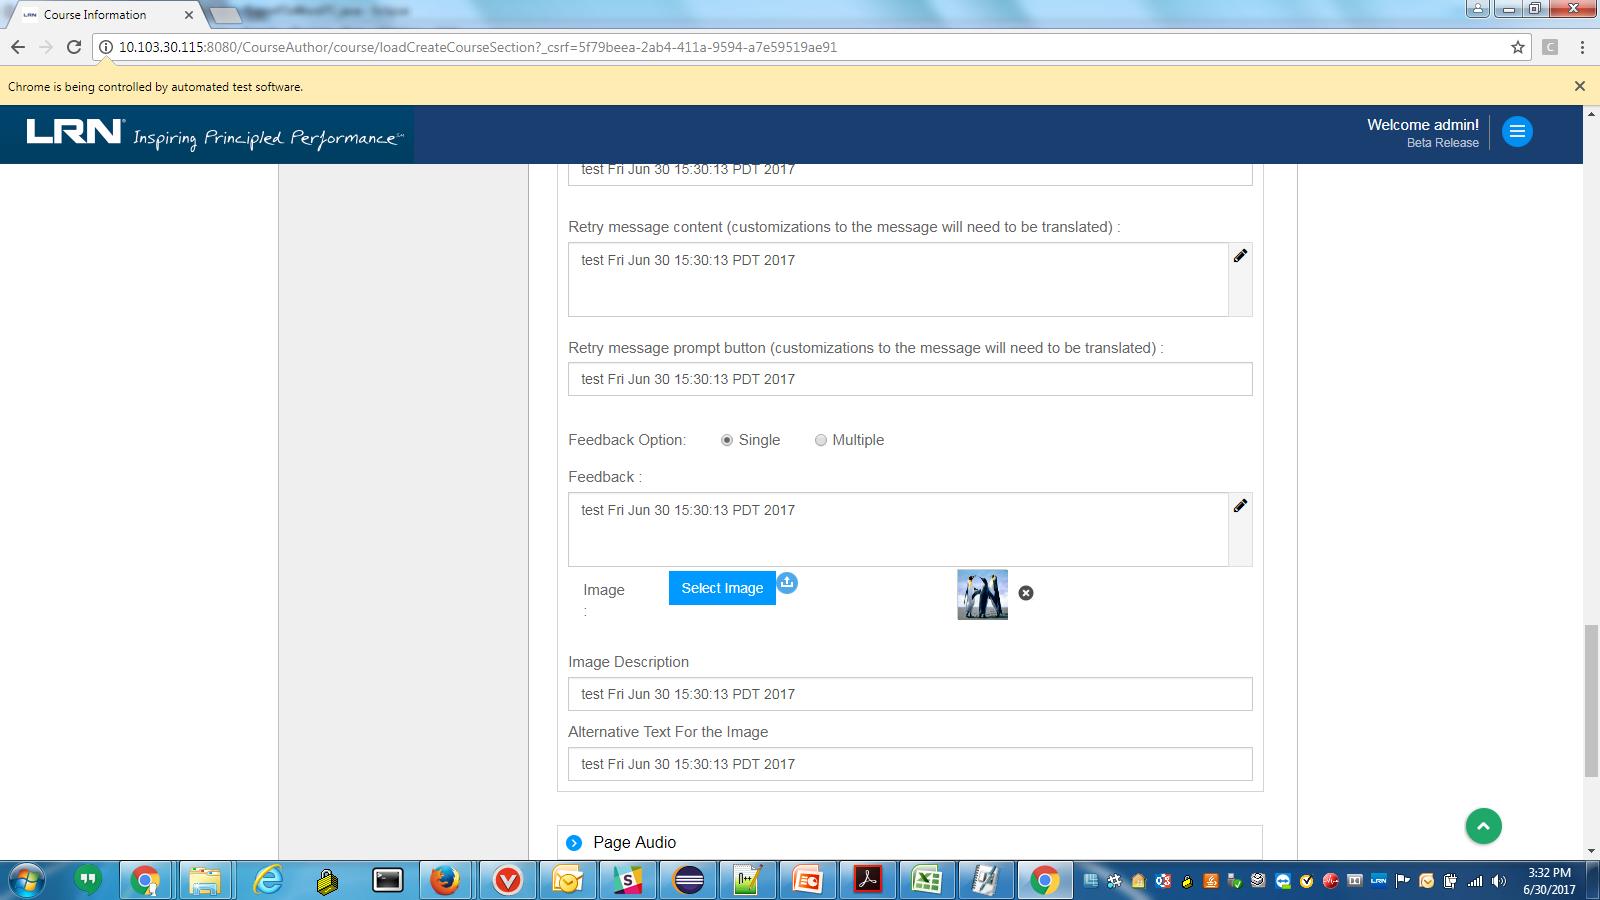 Course Information
10.103.30.115:8080/CourseAuthor/course/loadCreateCourseSection?_csrf=5f79beea-2ab4-411a-9594-a7e59519ae91
Chrome is being controlled by automated test software.
LRN Inspiring Principled Performance
Welcome admin!
Beta Release
test Fri Jun 30 15:30:13 PDT 2017
Retry message content (customizations to the message will need to be translated) :
test Fri Jun 30 15:30:13 PDT 2017
Retry message prompt button (customizations to the message will need to be translated) :
test Fri Jun 30 15:30:13 PDT 2017
Feedback Option: Single Multiple
Feedback :
test Fri Jun 30 15:30:13 PDT 2017
Image
:
Select Image
Image Description
test Fri Jun 30 15:30:13 PDT 2017
Alternative Text For the Image
test Fri Jun 30 15:30:13 PDT 2017
Page Audio
3:32 PM
6/30/2017